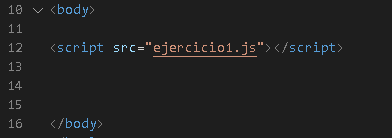 10 <body>
11
12 <script src="ejercicio1.js"></script>
13
14
15
16 </body>